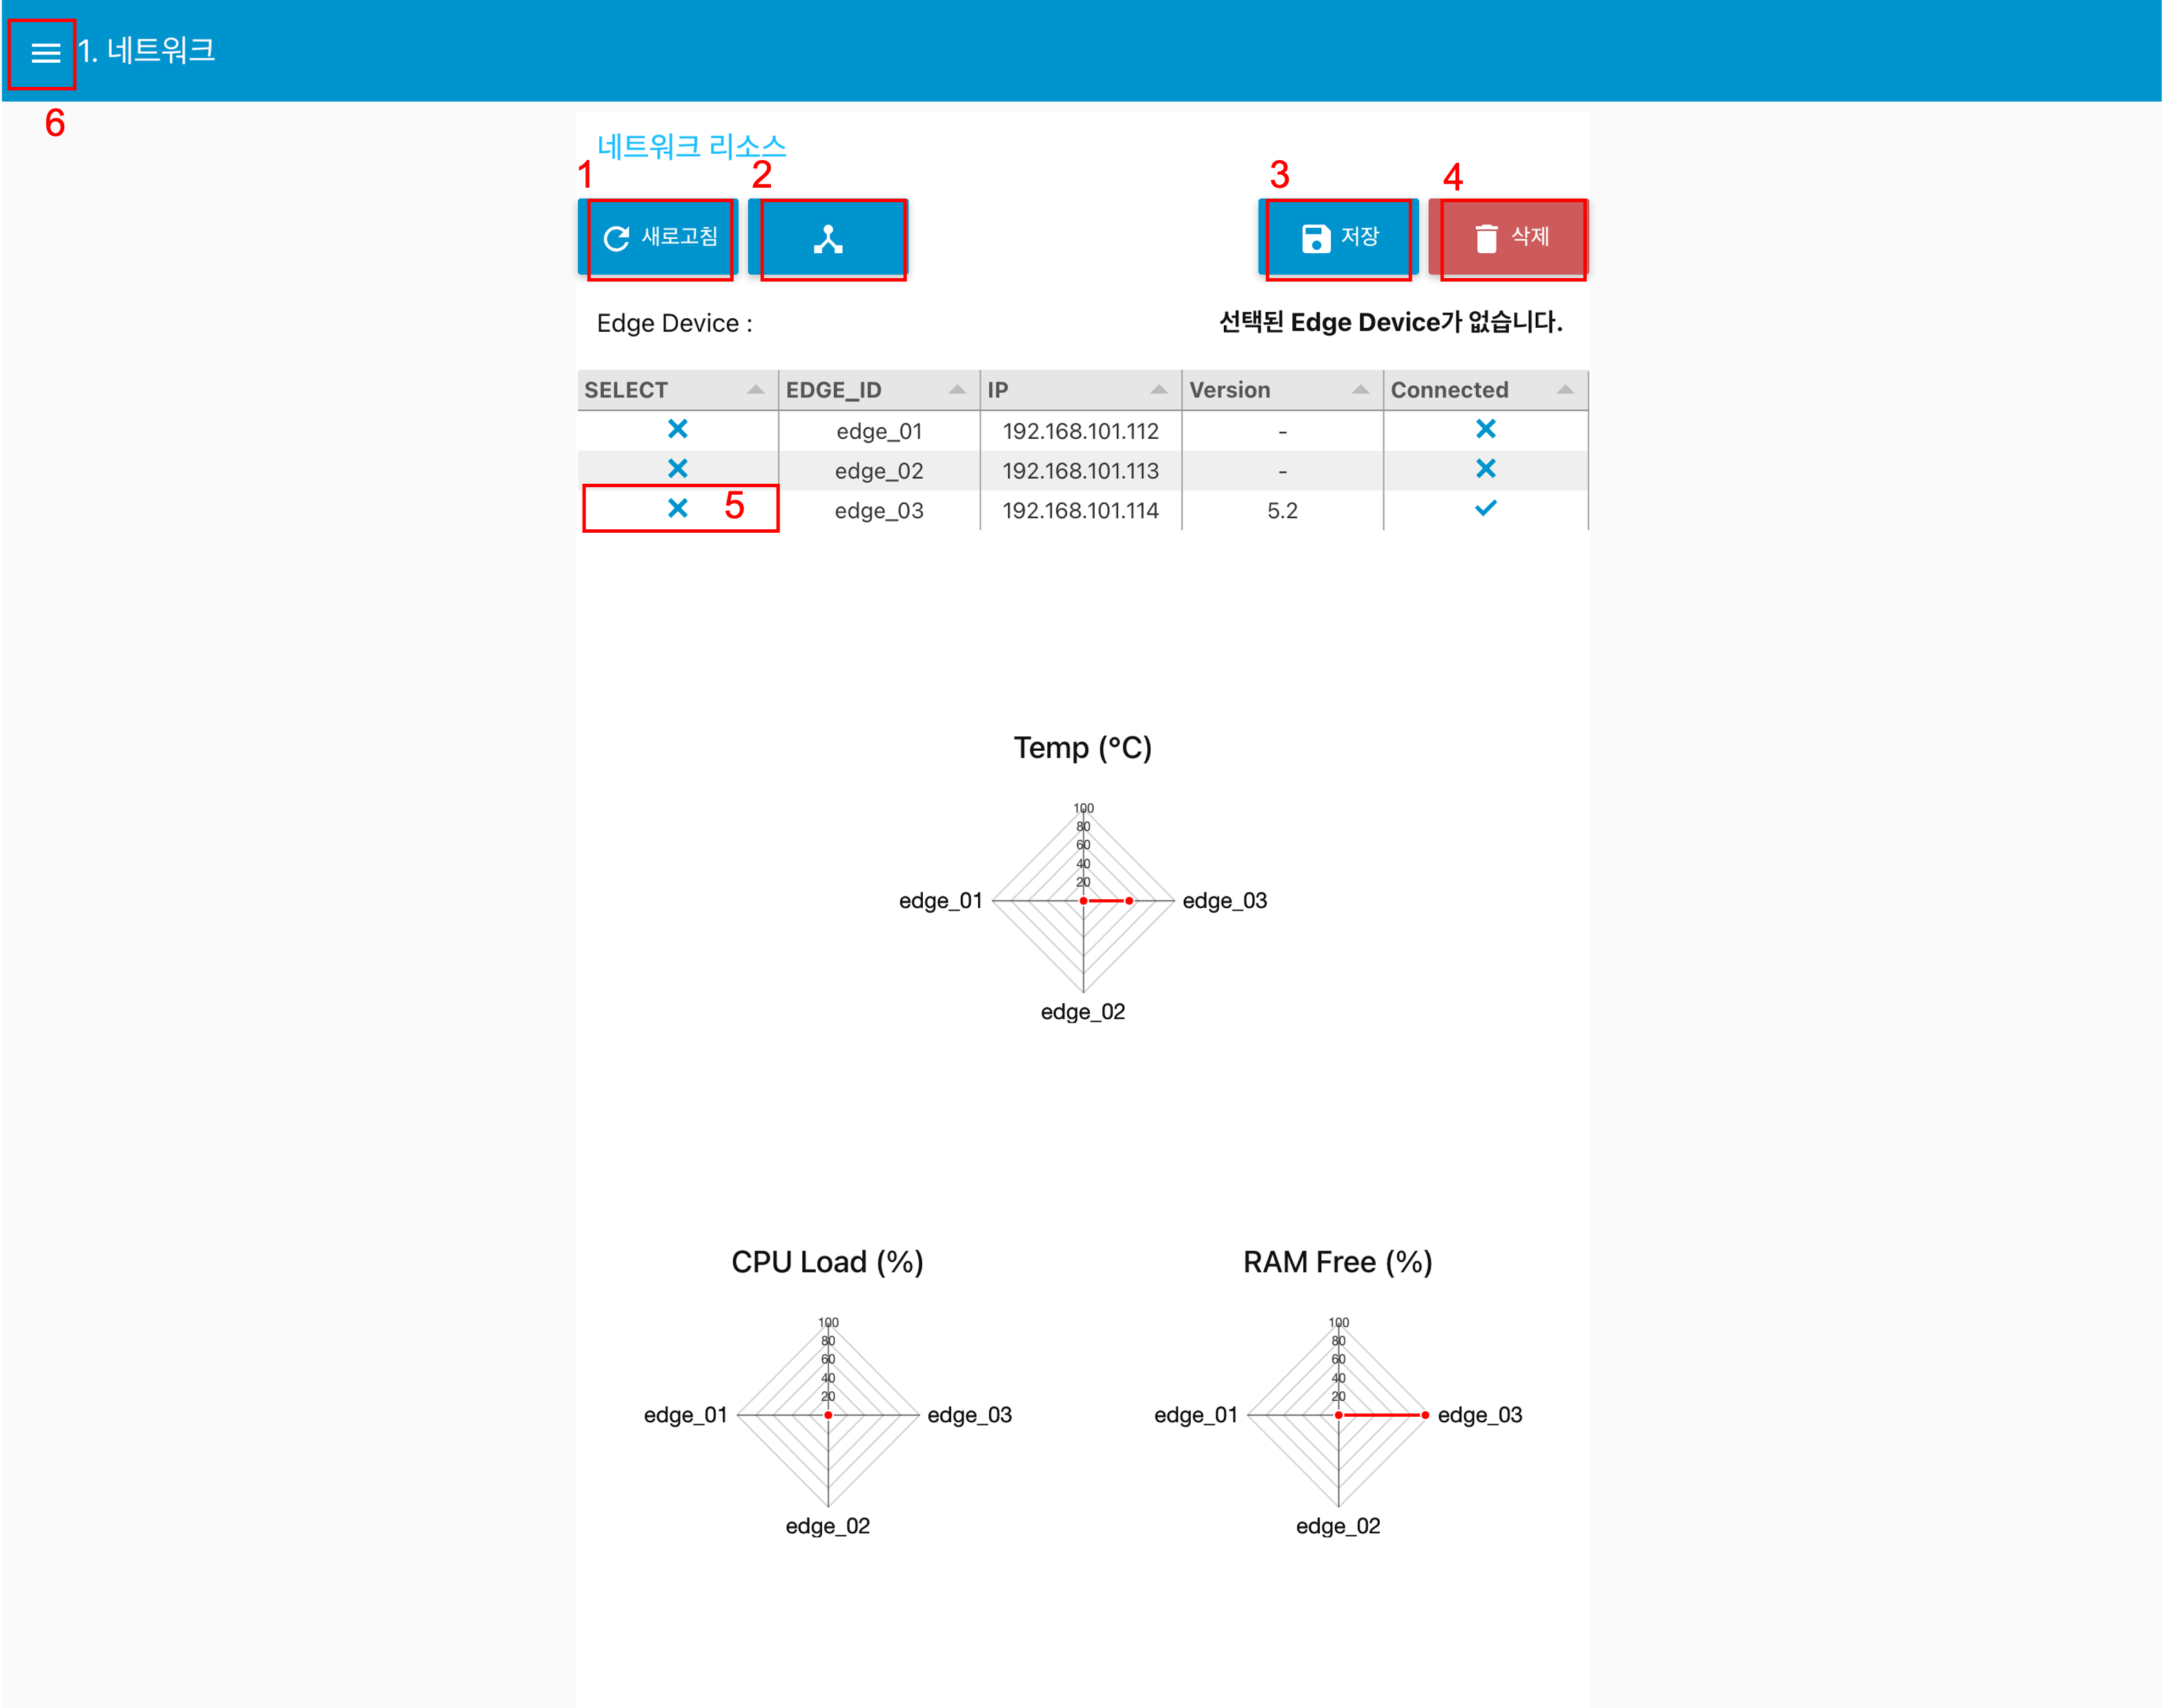 1. 네트워크
6
네트워크 리소스
1
2
3
4
새로고침
저장
삭제
Edge Device :
선택된 Edge Device가 없습니다.
SELECT EDGE_ID IP Version Connected
edge_01 192.168.101.112 -
edge_02 192.168.101.113 -
5 edge_03 192.168.101.114 5.2
Temp (°C)
100
80
60
40
20
edge_01
edge_03
edge_02
CPU Load (%)
100
80
60
40
20
edge_01
edge_03
edge_02
RAM Free (%)
100
80
60
40
20
edge_01
edge_03
edge_02